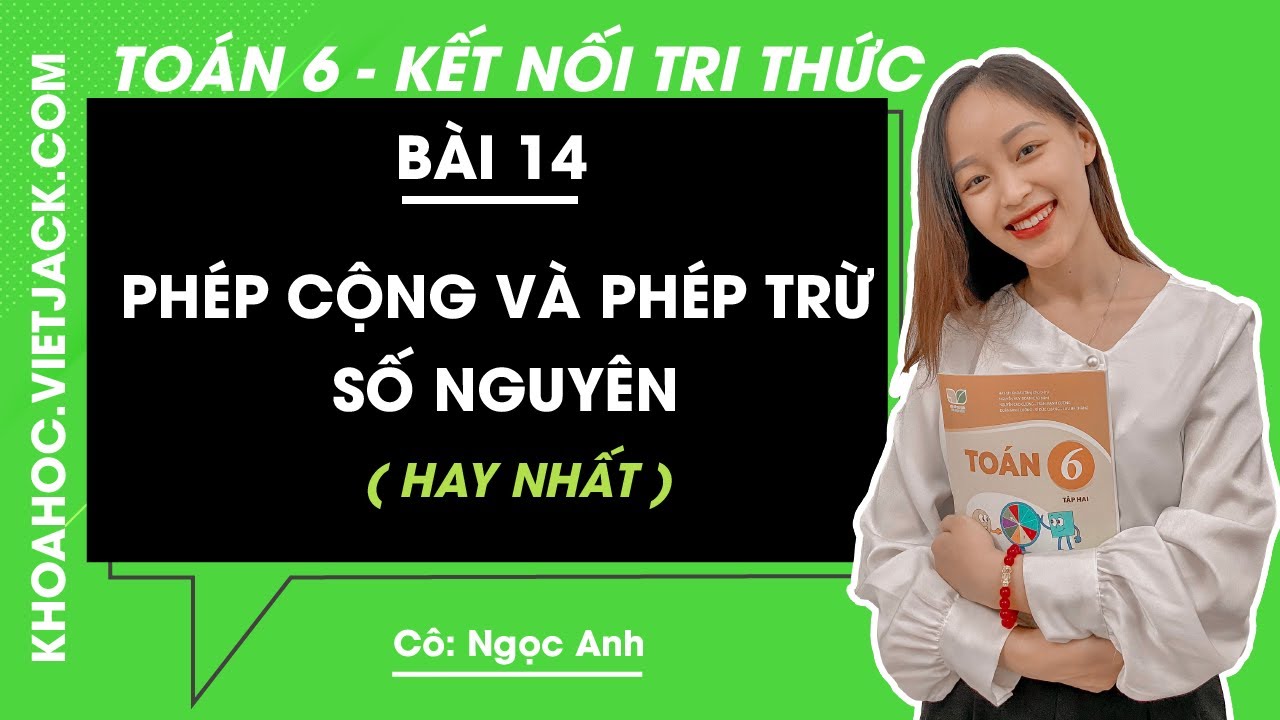 TOÁN 6 - KẾT NỐI TRI THỨC
KHOAHOC.VIETJACK.COM
BÀI 14
PHÉP CỘNG VÀ PHÉP TRỪ
SỐ NGUYÊN
( HAY NHẤT )
Cô: Ngọc Anh
TOÁN 6
TẬP HAI